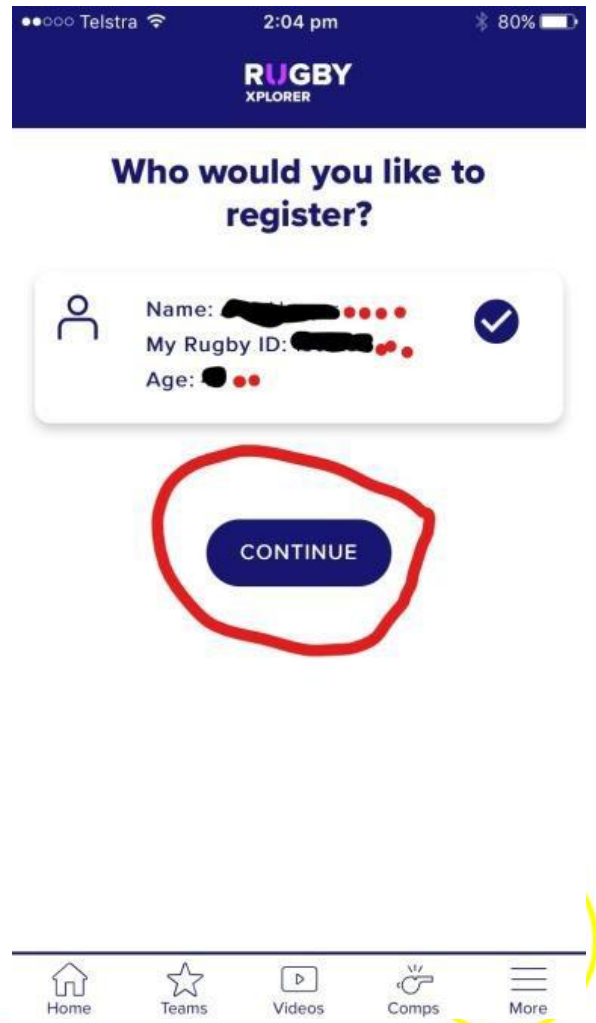 Telstra 2:04 pm 80%
RUGBY
XPLORER
Who would you like to
register?
Name:
My Rugby ID:
Age:
CONTINUE
Home Teams Videos Comps More